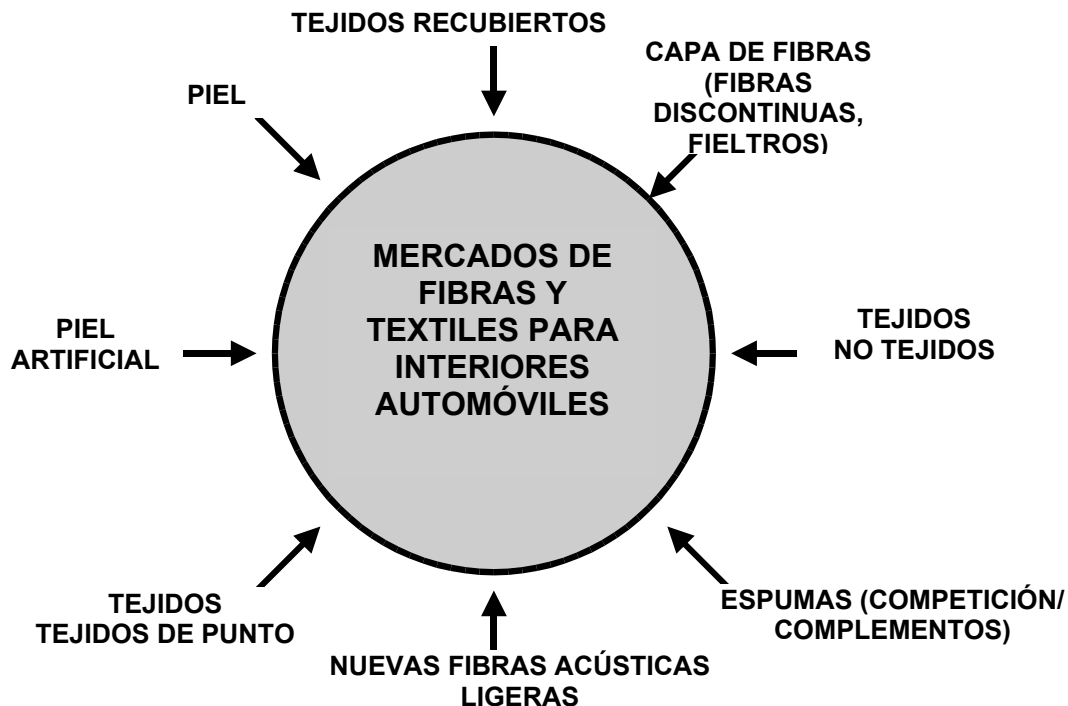 TEJIDOS RECUBIERTOS
CAPA DE FIBRAS
(FIBRAS
DISCONTINUAS,
FIELTROS)
PIEL
MERCADOS DE
FIBRAS Y
TEXTILES PARA
INTERIORES
AUTOMÓVILES
PIEL
ARTIFICIAL
TEJIDOS
NO TEJIDOS
TEJIDOS
TEJIDOS DE PUNTO
ESPUMAS (COMPETICIÓN/
COMPLEMENTOS)
NUEVAS FIBRAS ACÚSTICAS
LIGERAS